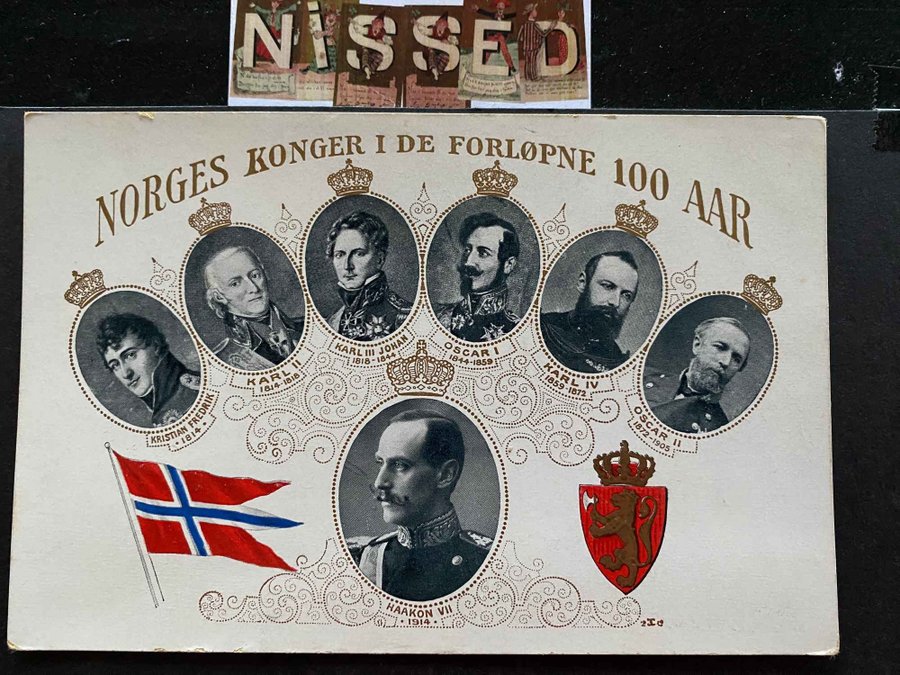 NISSED
NORGES KONGER I DE FORLØPNE 100 AAR
KRISTIAN FREDRIK
· 1814 ·
KARL II
1814-1818
KARL III JOHAN
1818-1844
OSCAR I
1844-1859
KARL IV
1859-1872
OSCAR II
1872-1905
HAAKON VII
· 1914 ·